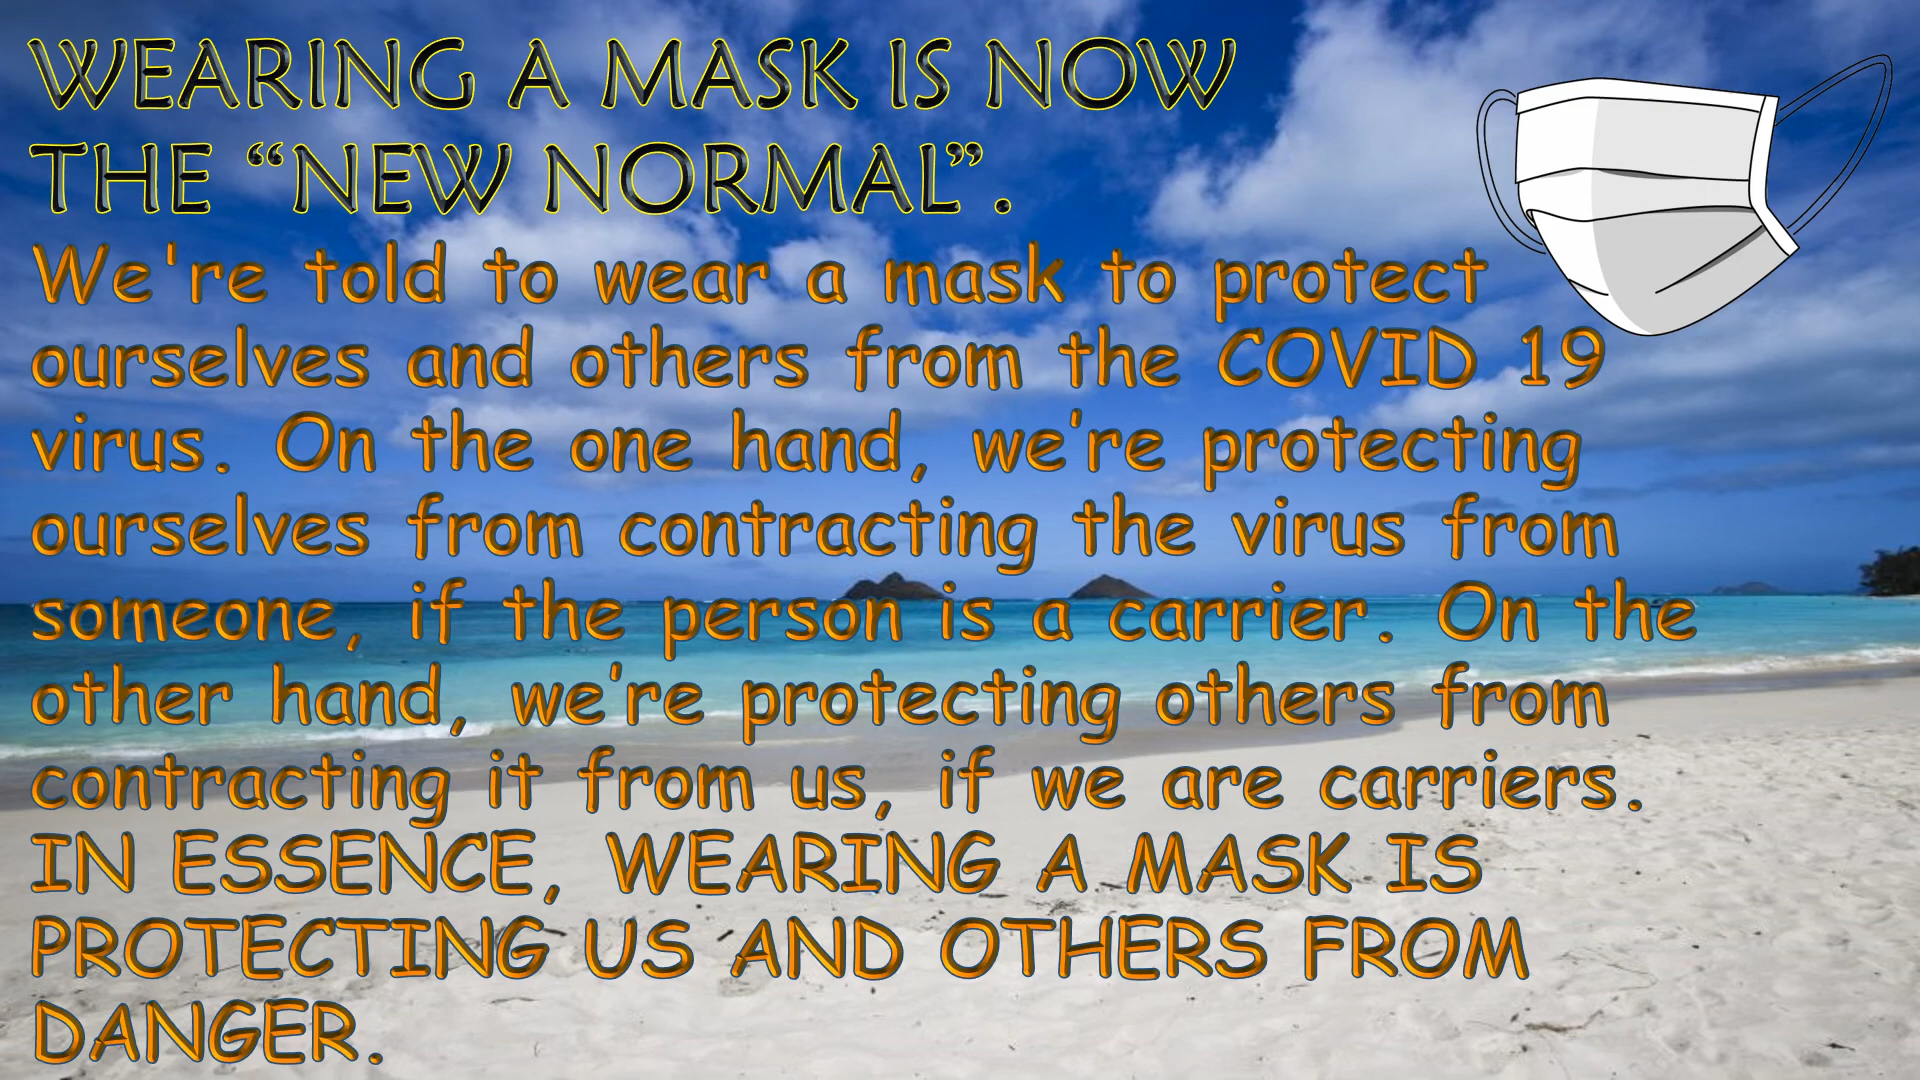 WEARING A MASK IS NOW
THE “NEW NORMAL”.
We're told to wear a mask to protect
ourselves and others from the COVID 19
virus. On the one hand, we’re protecting
ourselves from contracting the virus from
someone, if the person is a carrier. On the
other hand, we’re protecting others from
contracting it from us, if we are carriers.
IN ESSENCE, WEARING A MASK IS
PROTECTING US AND OTHERS FROM
DANGER.